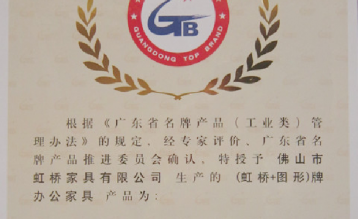 GTB
GUANGDONG TOP BRAND
根据《广东省名牌产品（工业类）管
理办法》的规定，经专家评价、广东省名
牌产品推进委员会确认，特授予 佛山市
虹桥家具有限公司 生产的 (虹桥+图形)牌
办公家具 产品为：